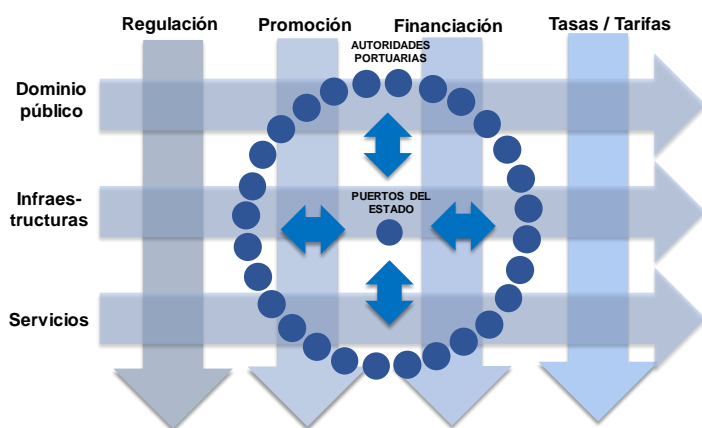 Regulación
Promoción
Financiación
Tasas / Tarifas
AUTORIDADES
PORTUARIAS
Dominio
público
Infraes-
tructuras
PUERTOS DEL
ESTADO
Servicios